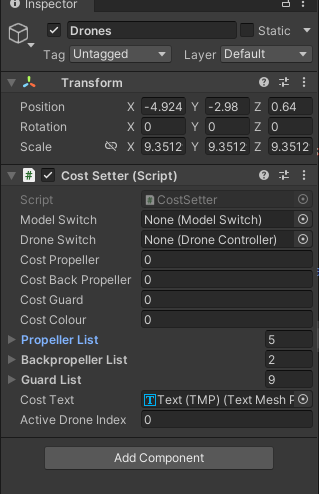 Inspector
Drones Static
Tag Untagged Layer Default
Transform
Position X -4.924 Y -2.98 Z 0.64
Rotation X 0 Y 0 Z 0
Scale X 9.3512 Y 9.3512 Z 9.3512
# Cost Setter (Script)
Script # CostSetter
Model Switch None (Model Switch)
Drone Switch None (Drone Controller)
Cost Propeller 0
Cost Back Propeller 0
Cost Guard 0
Cost Colour 0
Propeller List 5
Backpropeller List 2
Guard List 9
Cost Text T Text (TMP) (Text Mesh P
Active Drone Index 0
Add Component